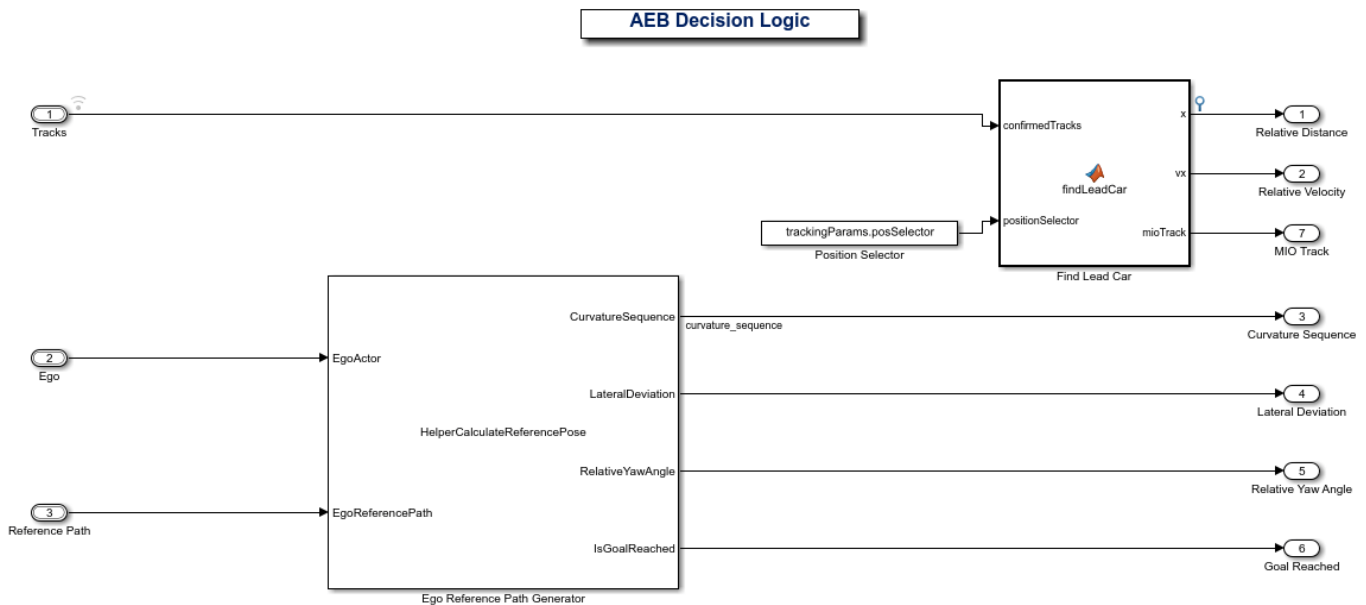 AEB Decision Logic
1
Tracks
confirmedTracks
positionSelector
findLeadCar
x
vx
mioTrack
Find Lead Car
trackingParams.posSelector
Position Selector
1
Relative Distance
2
Relative Velocity
7
MIO Track
2
Ego
3
Reference Path
EgoActor
EgoReferencePath
HelperCalculateReferencePose
CurvatureSequence
LateralDeviation
RelativeYawAngle
IsGoalReached
Ego Reference Path Generator
curvature_sequence
3
Curvature Sequence
4
Lateral Deviation
5
Relative Yaw Angle
6
Goal Reached